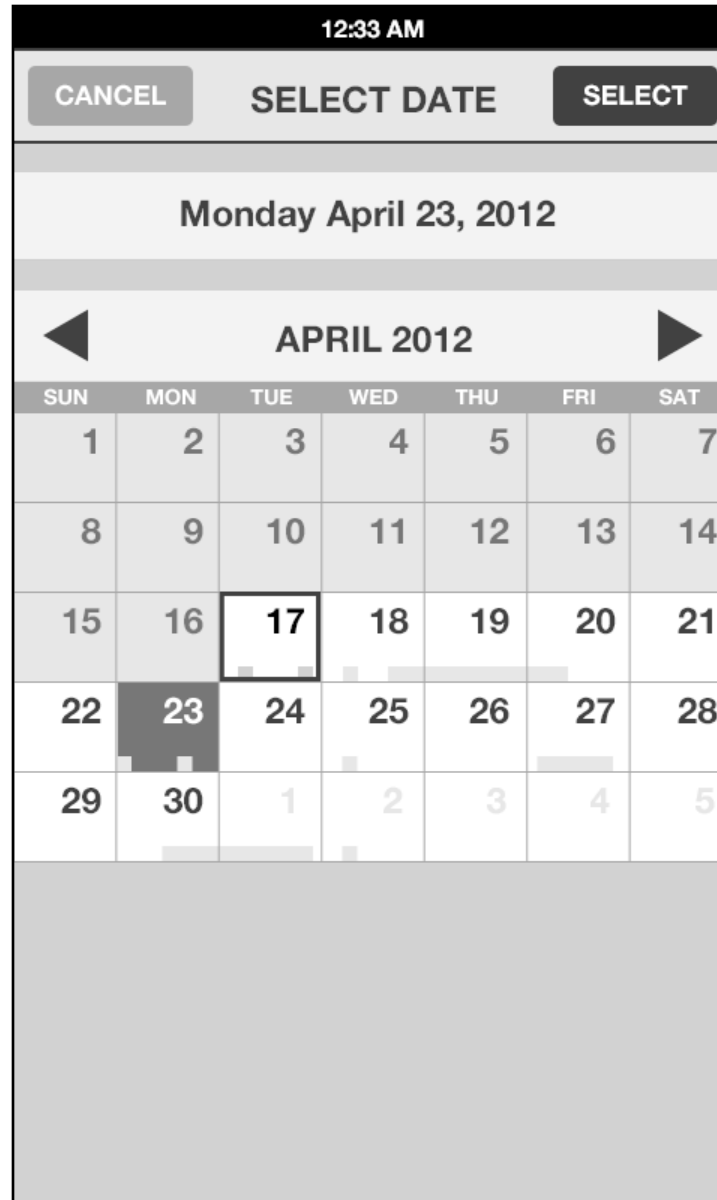 12:33 AM
CANCEL SELECT DATE SELECT
Monday April 23, 2012
APRIL 2012
SUN MON TUE WED THU FRI SAT
1 2 3 4 5 6 7
8 9 10 11 12 13 14
15 16 17 18 19 20 21
22 23 24 25 26 27 28
29 30 1 2 3 4 5